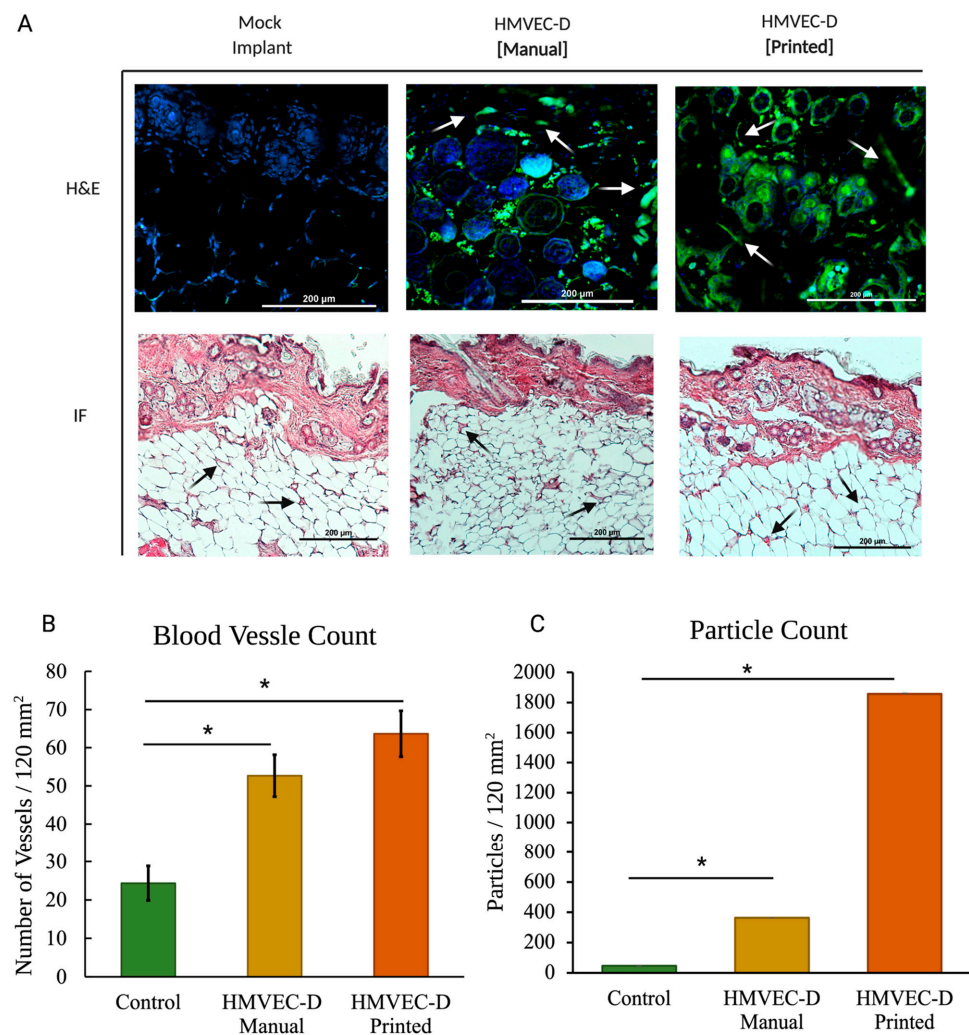 A
Mock
Implant
HMVEC-D
[Manual]
HMVEC-D
[Printed]
H&E
200 µm
200 µm
200 µm
IF
200 µm
200 µm
200 µm
B
Blood Vessle Count
Number of Vessels / 120 mm²
80
70
60
50
40
30
20
10
0
*
*
Control
HMVEC-D
Manual
HMVEC-D
Printed
C
Particle Count
Particles / 120 mm²
2000
1800
1600
1400
1200
1000
800
600
400
200
0
*
*
Control
HMVEC-D
Manual
HMVEC-D
Printed